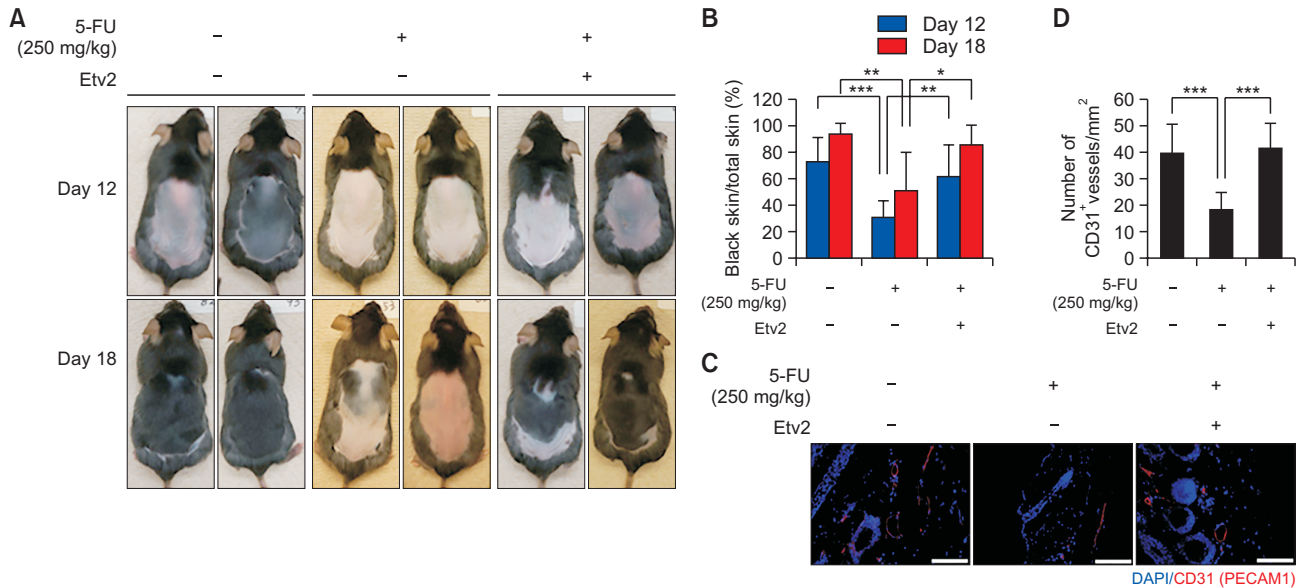 A
5-FU
(250 mg/kg)
– + +
Etv2
– – +
Day 12
Day 18
B
Day 12
Day 18
** *
*** **
Black skin/total skin (%)
120
100
80
60
40
20
0
5-FU
(250 mg/kg)
– + +
Etv2
– – +
D
*** ***
Number of
CD31+ vessels/mm2
60
50
40
30
20
10
0
5-FU
(250 mg/kg)
– + +
Etv2
– – +
C
5-FU
(250 mg/kg)
– + +
Etv2
– – +
DAPI/CD31 (PECAM1)